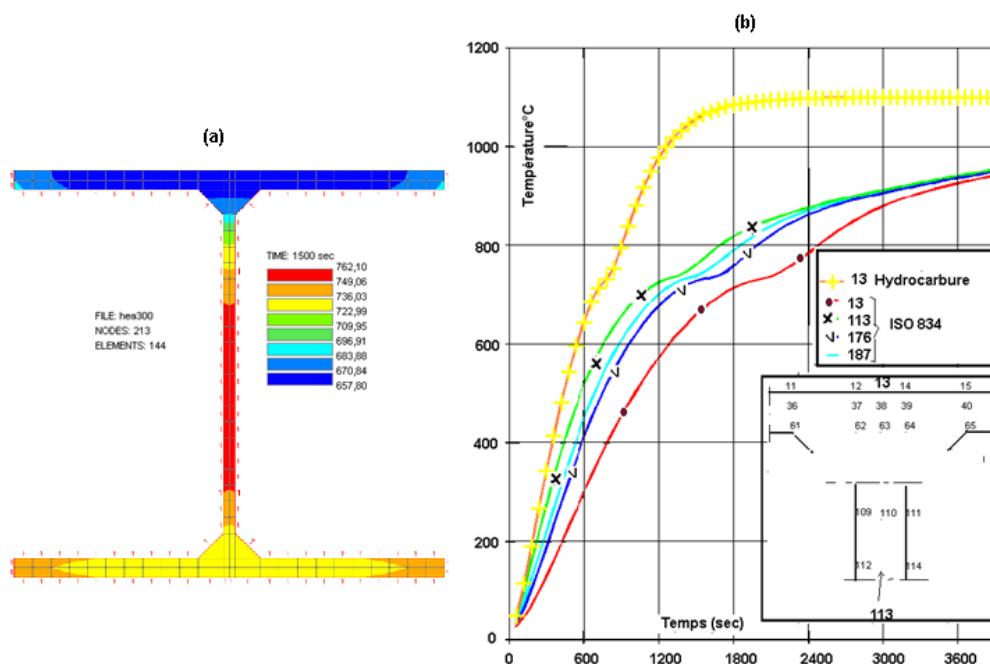 (a)
TIME: 1500 sec
762,10
749,06
736,03
722,99
709,95
696,91
683,88
670,84
657,80
FILE: hea300
NODES: 213
ELEMENTS: 144
(b)
Température°C
1200
1000
800
600
400
200
0
0 600 1200 1800 2400 3000 3600
Temps (sec)
13 Hydrocarbure
13
113
176
187
ISO 834
11 12 13 14 15
36 37 38 39 40
61 62 63 64 65
109 110 111
112 114
113